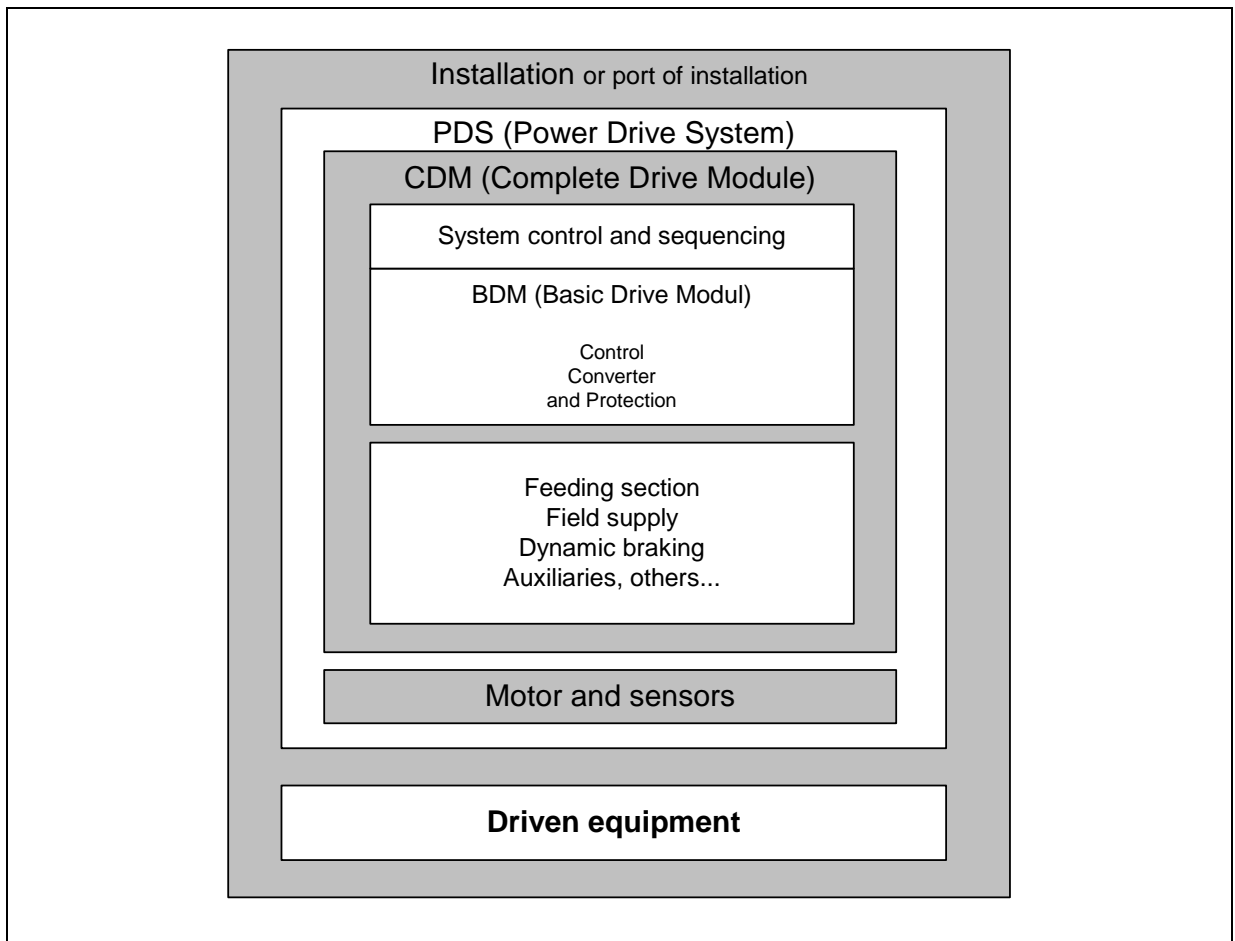 Installation or port of installation
PDS (Power Drive System)
CDM (Complete Drive Module)
System control and sequencing
BDM (Basic Drive Modul)
Control
Converter
and Protection
Feeding section
Field supply
Dynamic braking
Auxiliaries, others...
Motor and sensors
Driven equipment